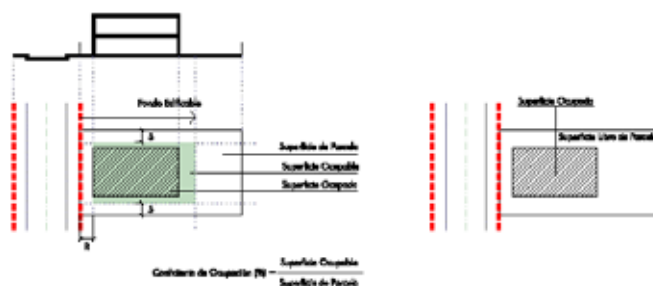 Fondo Edificable
S
Superficie de Parcela
Superficie Ocupable
Superficie Ocupada
S
R
Coeficiente de Ocupación (%) = Superficie Ocupable
Superficie de Parcela
Superficie Ocupada
Superficie Libre de Parcela